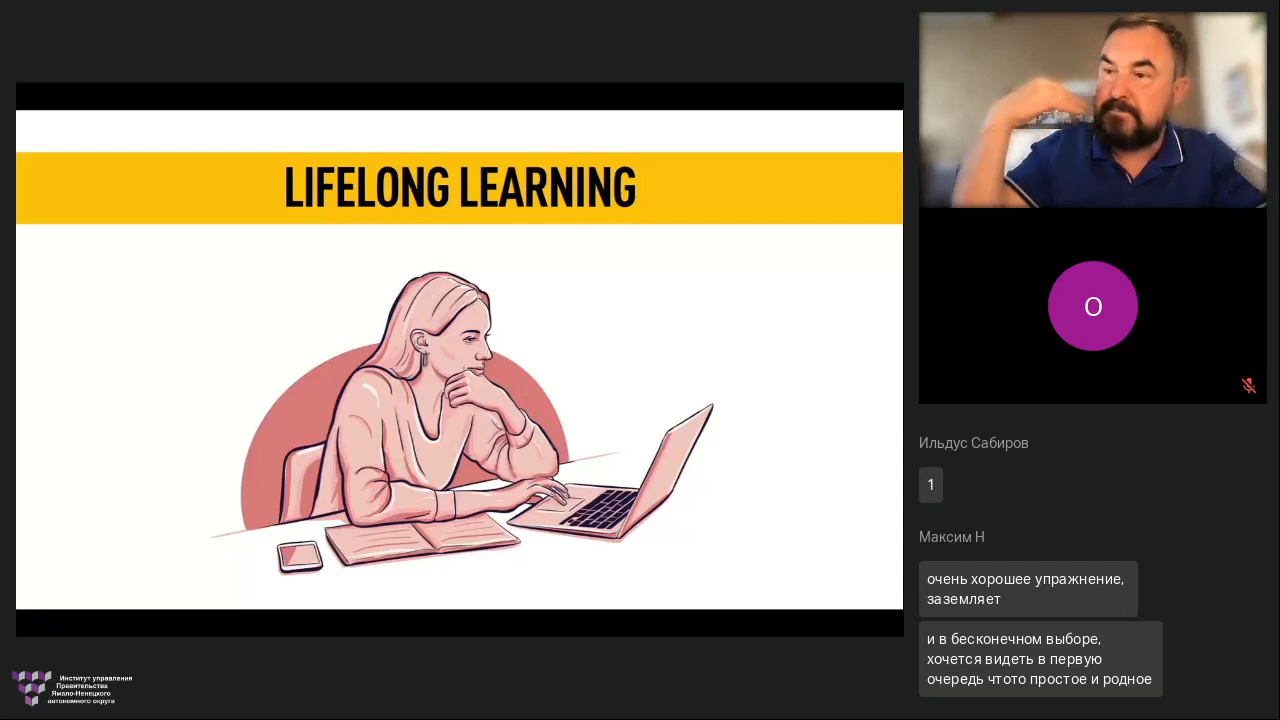 LIFELONG LEARNING
O
Ильдус Сабиров
1
Максим Н
очень хорошее упражнение,
заземляет
и в бесконечном выборе,
хочется видеть в первую
очередь чтото простое и родное
Институт управления
Правительства
Ямало-Ненецкого
автономного округа